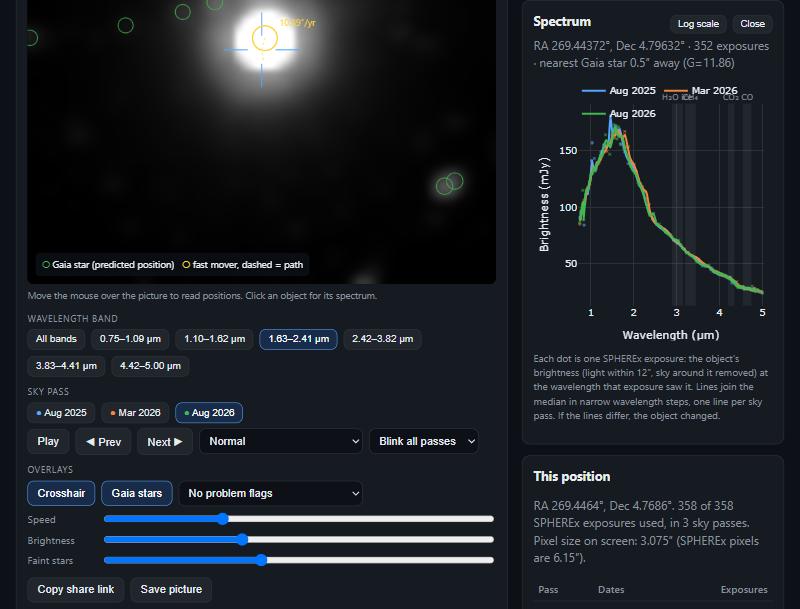 10.39"/yr
Gaia star (predicted position) fast mover, dashed = path
Move the mouse over the picture to read positions. Click an object for its spectrum.
WAVELENGTH BAND
All bands 0.75–1.09 µm 1.10–1.62 µm 1.63–2.41 µm 2.42–3.82 µm
3.83–4.41 µm 4.42–5.00 µm
SKY PASS
Aug 2025 Mar 2026 Aug 2026
Play ◀ Prev Next ▶ Normal Blink all passes
OVERLAYS
Crosshair Gaia stars No problem flags
Speed
Brightness
Faint stars
Copy share link Save picture
Spectrum Log scale Close
RA 269.44372°, Dec 4.79632° · 352 exposures
· nearest Gaia star 0.5″ away (G=11.86)
Aug 2025 Mar 2026
H₂O CO₂ CO
Aug 2026
150
100
50
Brightness (mJy)
1 2 3 4 5
Wavelength (µm)
Each dot is one SPHEREx exposure: the object's
brightness (light within 12″, sky around it removed) at
the wavelength that exposure saw it. Lines join the
median in narrow wavelength steps, one line per sky
pass. If the lines differ, the object changed.
This position
RA 269.4464°, Dec 4.7686°. 358 of 358
SPHEREx exposures used, in 3 sky passes.
Pixel size on screen: 3.075″ (SPHEREx pixels
are 6.15″).
Pass Dates Exposures